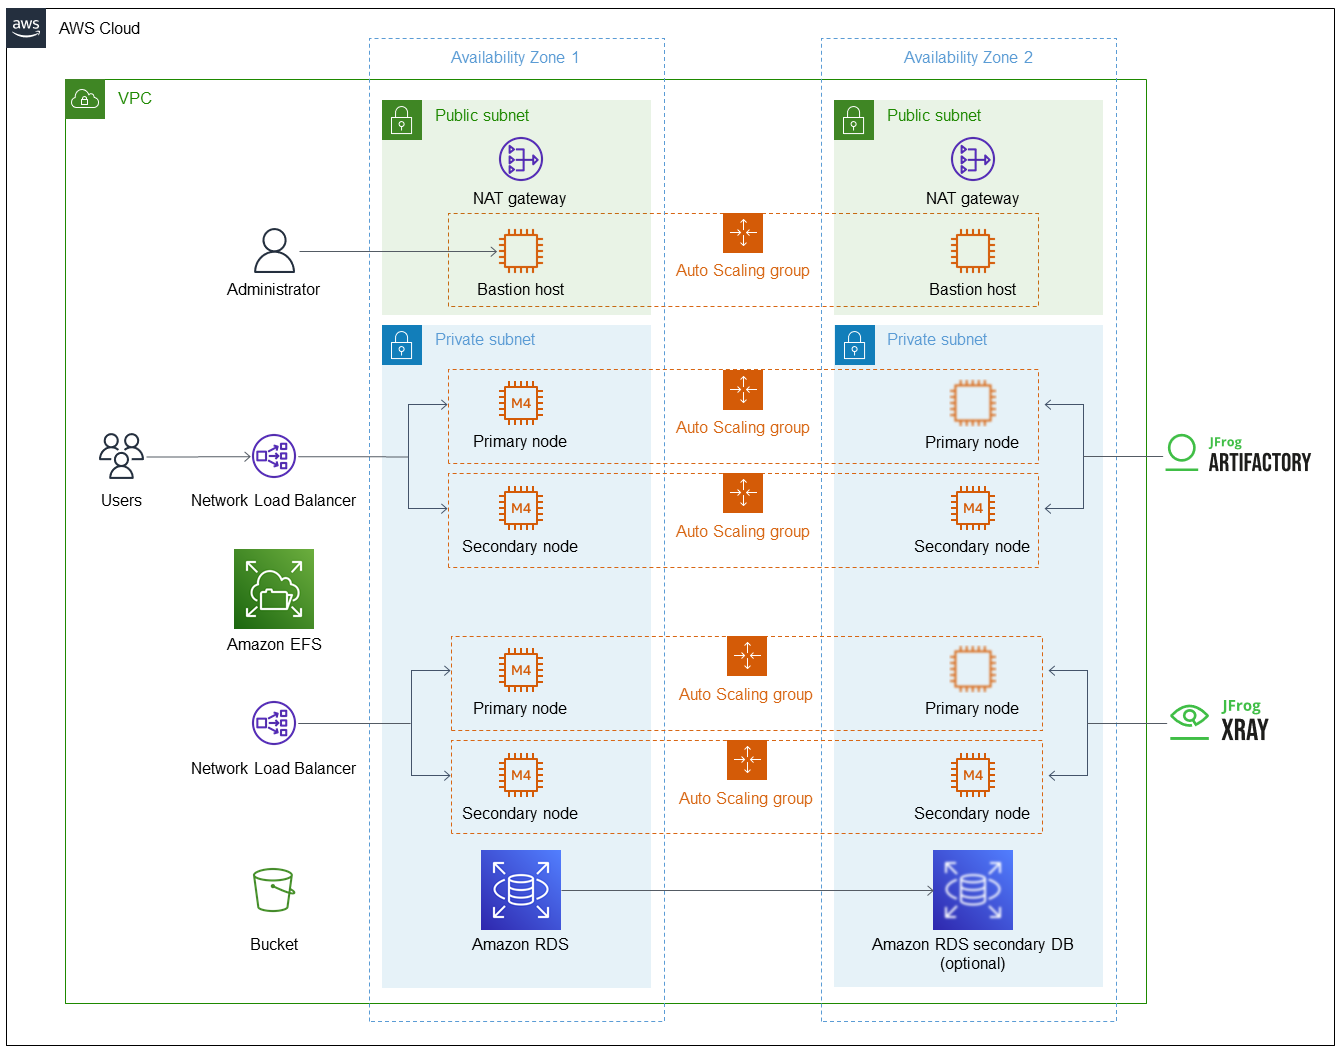 aws
AWS Cloud
Availability Zone 1
Availability Zone 2
VPC
Public subnet
Public subnet
NAT gateway
NAT gateway
Administrator
Bastion host
Auto Scaling group
Bastion host
Private subnet
Private subnet
M4
Primary node
Auto Scaling group
Primary node
Users
Network Load Balancer
JFrog
ARTIFACTORY
M4
Secondary node
Auto Scaling group
M4
Secondary node
Amazon EFS
M4
Primary node
Auto Scaling group
Primary node
Network Load Balancer
JFrog
XRAY
M4
Secondary node
Auto Scaling group
M4
Secondary node
Bucket
Amazon RDS
Amazon RDS secondary DB
(optional)